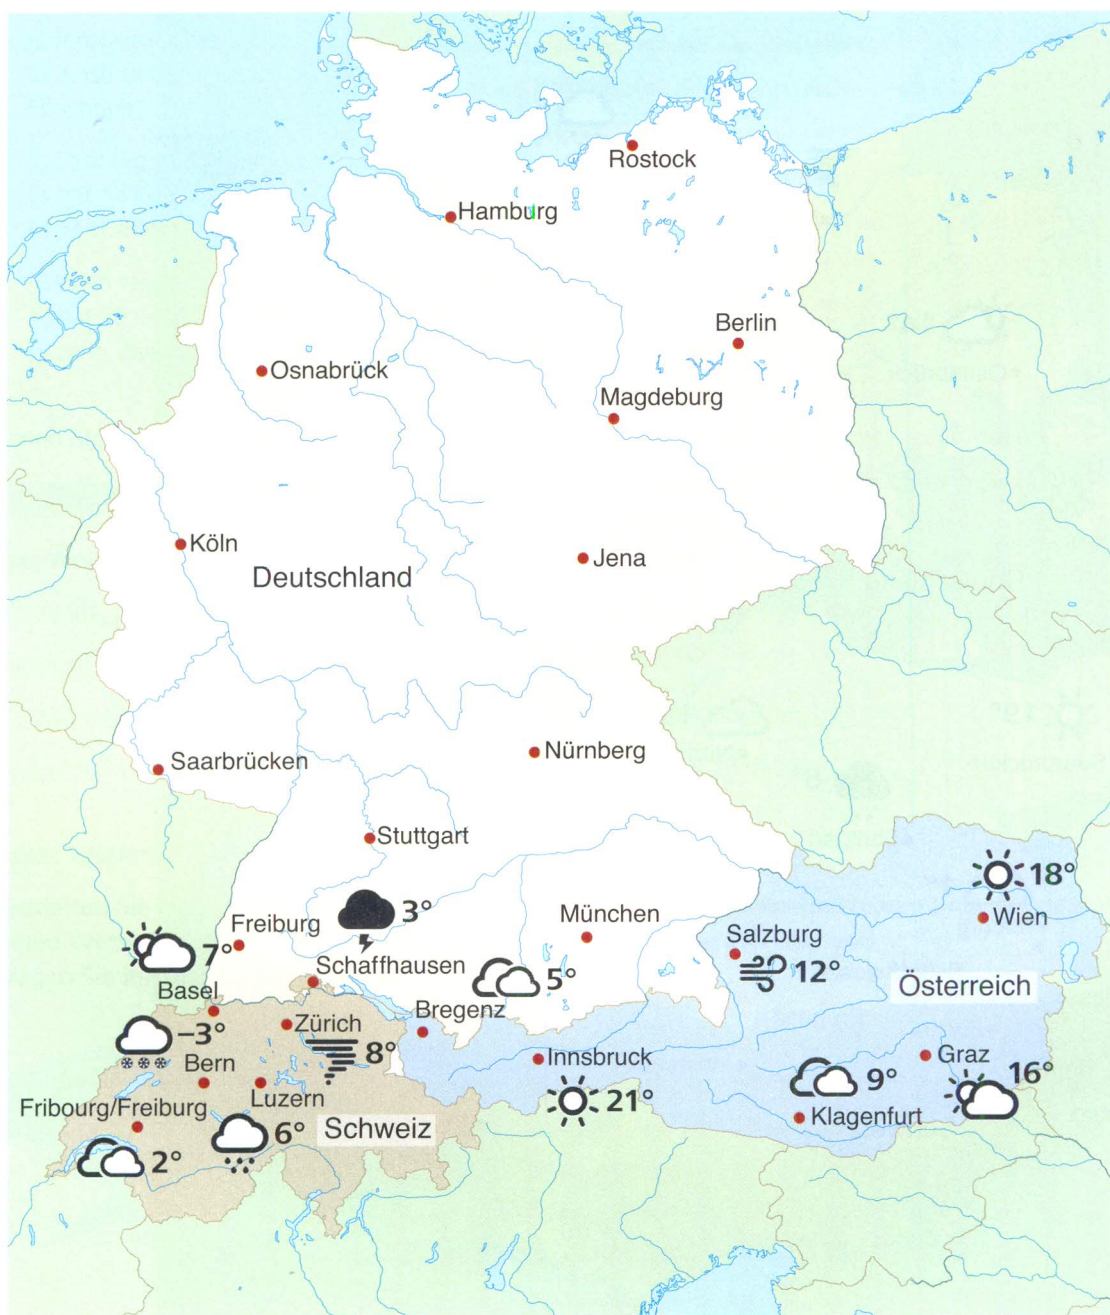 Rostock
Hamburg
Berlin
Osnabrück
Magdeburg
Köln
Jena
Deutschland
Nürnberg
Saarbrücken
Stuttgart
18°
3°
Wien
München
Freiburg
7°
Salzburg
12°
Schaffhausen
5°
Österreich
Basel
Bregenz
Zürich
–3°
8°
Bern
Innsbruck
Graz
16°
9°
Luzern
21°
Fribourg/Freiburg
Klagenfurt
6°
Schweiz
2°